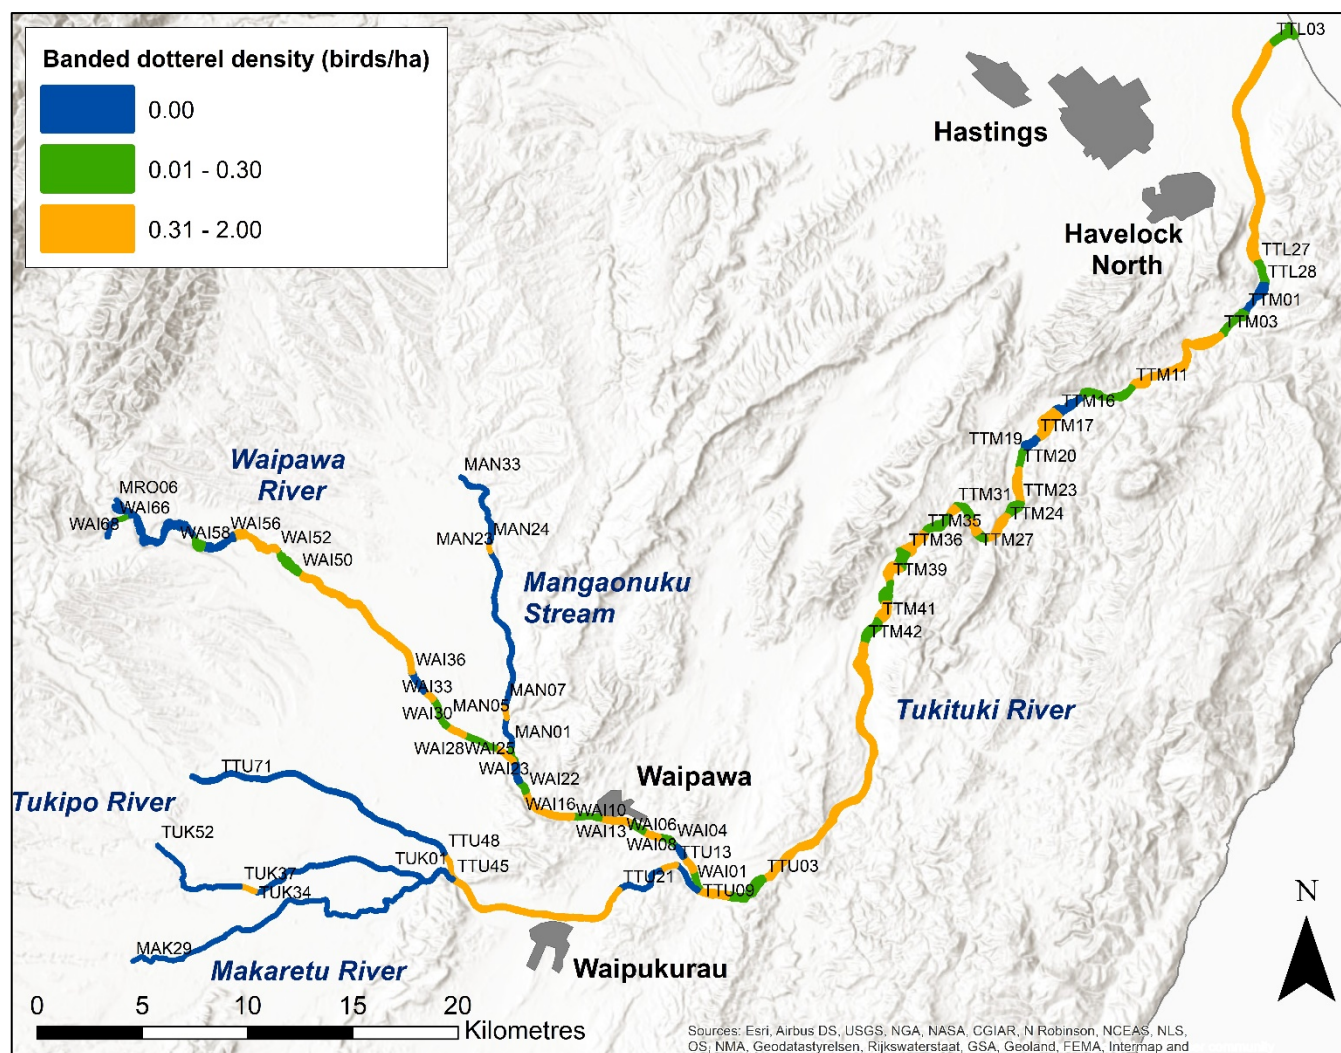 Banded dotterel density (birds/ha)
0.00
0.01 - 0.30
0.31 - 2.00
TTL03
Hastings
Havelock
North
TTL27
TTL28
TTM01
TTM03
TTM11
TTM16
TTM17
TTM19
TTM20
TTM23
TTM24
TTM31
TTM35
TTM27
TTM36
TTM39
TTM41
TTM42
Waipawa
River
MRO06
WAI66
WAI68
WAI58
WAI56
WAI52
WAI50
MAN33
MAN24
MAN23
Mangaonuku
Stream
WAI36
WAI33
WAI30
MAN07
MAN05
MAN01
WAI28
WAI25
WAI23
WAI22
WAI16
Tukituki River
Waipawa
WAI10
WAI13
WAI06
WAI08
WAI04
TTU13
WAI01
TTU09
TTU03
TTU21
TTU71
Tukipo River
TUK52
TTU48
TUK01
TTU45
TUK37
TUK34
MAK29
Makaretu River
Waipukurau
N
0 5 10 15 20
Kilometres
Sources: Esri, Airbus DS, USGS, NGA, NASA, CGIAR, N Robinson, NCEAS, NLS,
OS, NMA, Geodatastyrelsen, Rijkswaterstaat, GSA, Geoland, FEMA, Intermap and